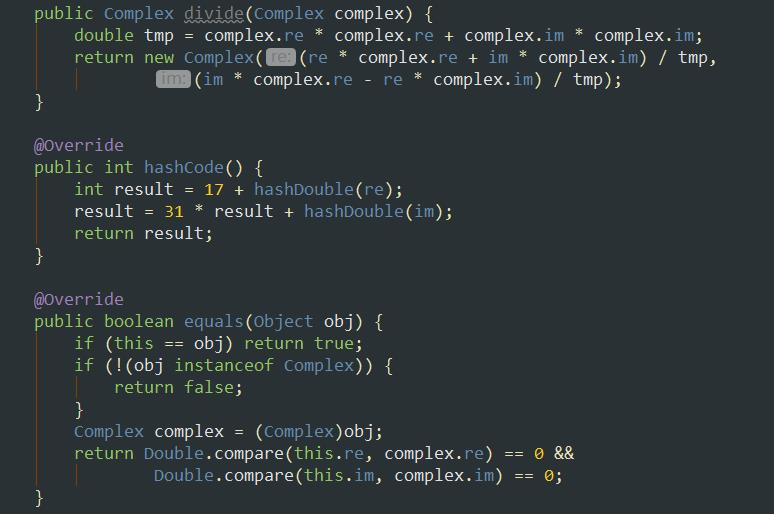 public Complex divide(Complex complex) {
double tmp = complex.re * complex.re + complex.im * complex.im;
return new Complex( re: (re * complex.re + im * complex.im) / tmp,
im: (im * complex.re - re * complex.im) / tmp);
}
@Override
public int hashCode() {
int result = 17 + hashDouble(re);
result = 31 * result + hashDouble(im);
return result;
}
@Override
public boolean equals(Object obj) {
if (this == obj) return true;
if (!(obj instanceof Complex)) {
return false;
}
Complex complex = (Complex)obj;
return Double.compare(this.re, complex.re) == 0 &&
Double.compare(this.im, complex.im) == 0;
}